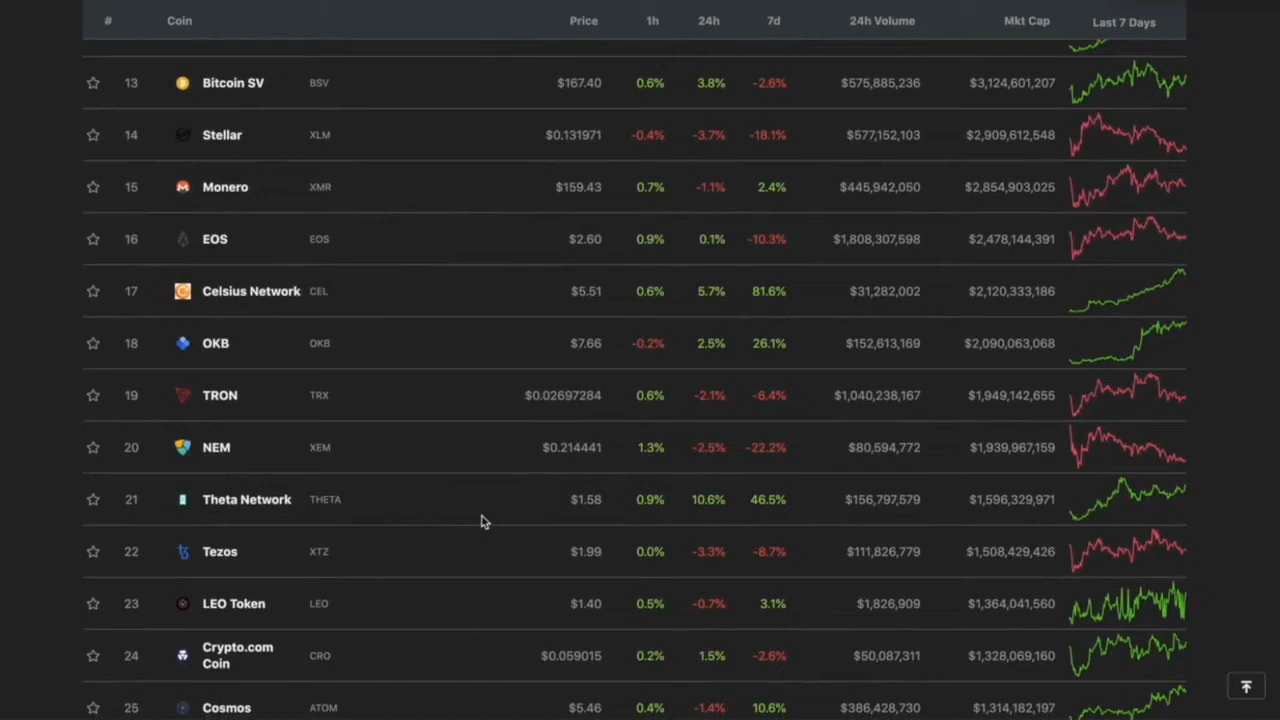 # Coin Price 1h 24h 7d 24h Volume Mkt Cap Last 7 Days
13 Bitcoin SV BSV $167.40 0.6% 3.8% -2.6% $575,885,236 $3,124,601,207
14 Stellar XLM $0.131971 -0.4% -3.7% -18.1% $577,152,103 $2,909,612,548
15 Monero XMR $159.43 0.7% -1.1% 2.4% $445,942,050 $2,854,903,025
16 EOS EOS $2.60 0.9% 0.1% -10.3% $1,808,307,598 $2,478,144,391
17 Celsius Network CEL $5.51 0.6% 5.7% 81.6% $31,282,002 $2,120,333,186
18 OKB OKB $7.66 -0.2% 2.5% 26.1% $152,613,169 $2,090,063,068
19 TRON TRX $0.02697284 0.6% -2.1% -6.4% $1,040,238,167 $1,949,142,655
20 NEM XEM $0.214441 1.3% -2.5% -22.2% $80,594,772 $1,939,967,159
21 Theta Network THETA $1.58 0.9% 10.6% 46.5% $156,797,579 $1,596,329,971
22 Tezos XTZ $1.99 0.0% -3.3% -8.7% $111,826,779 $1,508,429,426
23 LEO Token LEO $1.40 0.5% -0.7% 3.1% $1,826,909 $1,364,041,560
24 Crypto.com
Coin CRO $0.059015 0.2% 1.5% -2.6% $50,087,311 $1,328,069,160
25 Cosmos ATOM $5.46 0.4% -1.4% 10.6% $386,428,730 $1,314,182,197